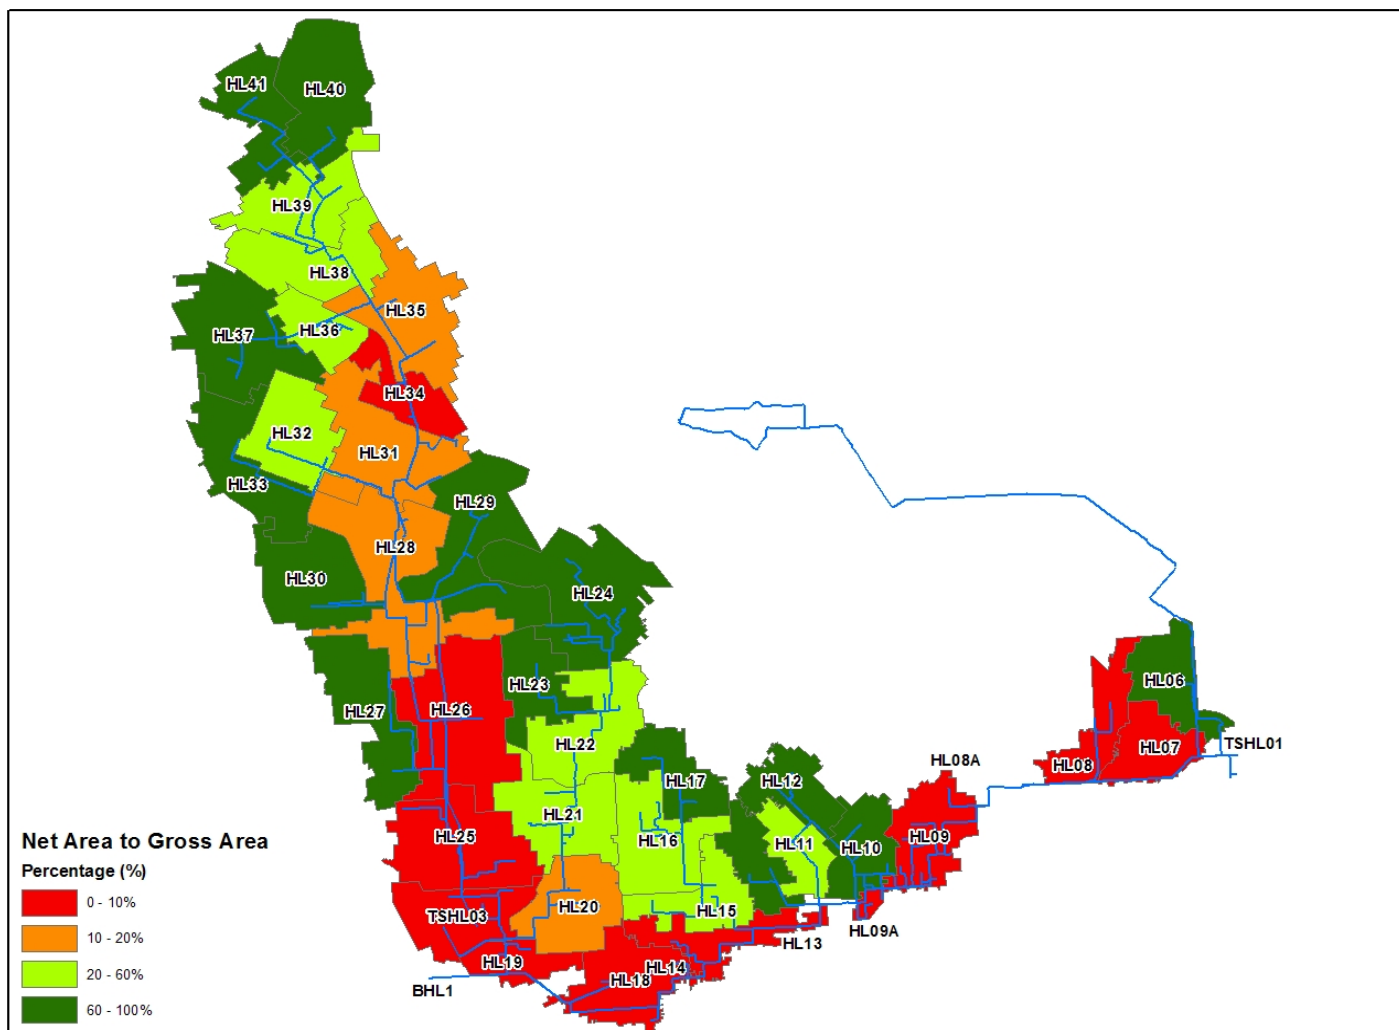 HL41
HL40
HL39
HL38
HL35
HL36
HL37
HL34
HL32
HL31
HL33
HL29
HL28
HL30
HL24
HL23
HL06
HL27
HL26
HL22
HL07
TSHL01
HL08
HL08A
HL17
HL12
HL21
HL25
HL16
HL11
HL10
HL09
HL20
TSHL03
HL15
HL09A
HL13
HL19
HL14
HL18
BHL1
Net Area to Gross Area
Percentage (%)
0 - 10%
10 - 20%
20 - 60%
60 - 100%